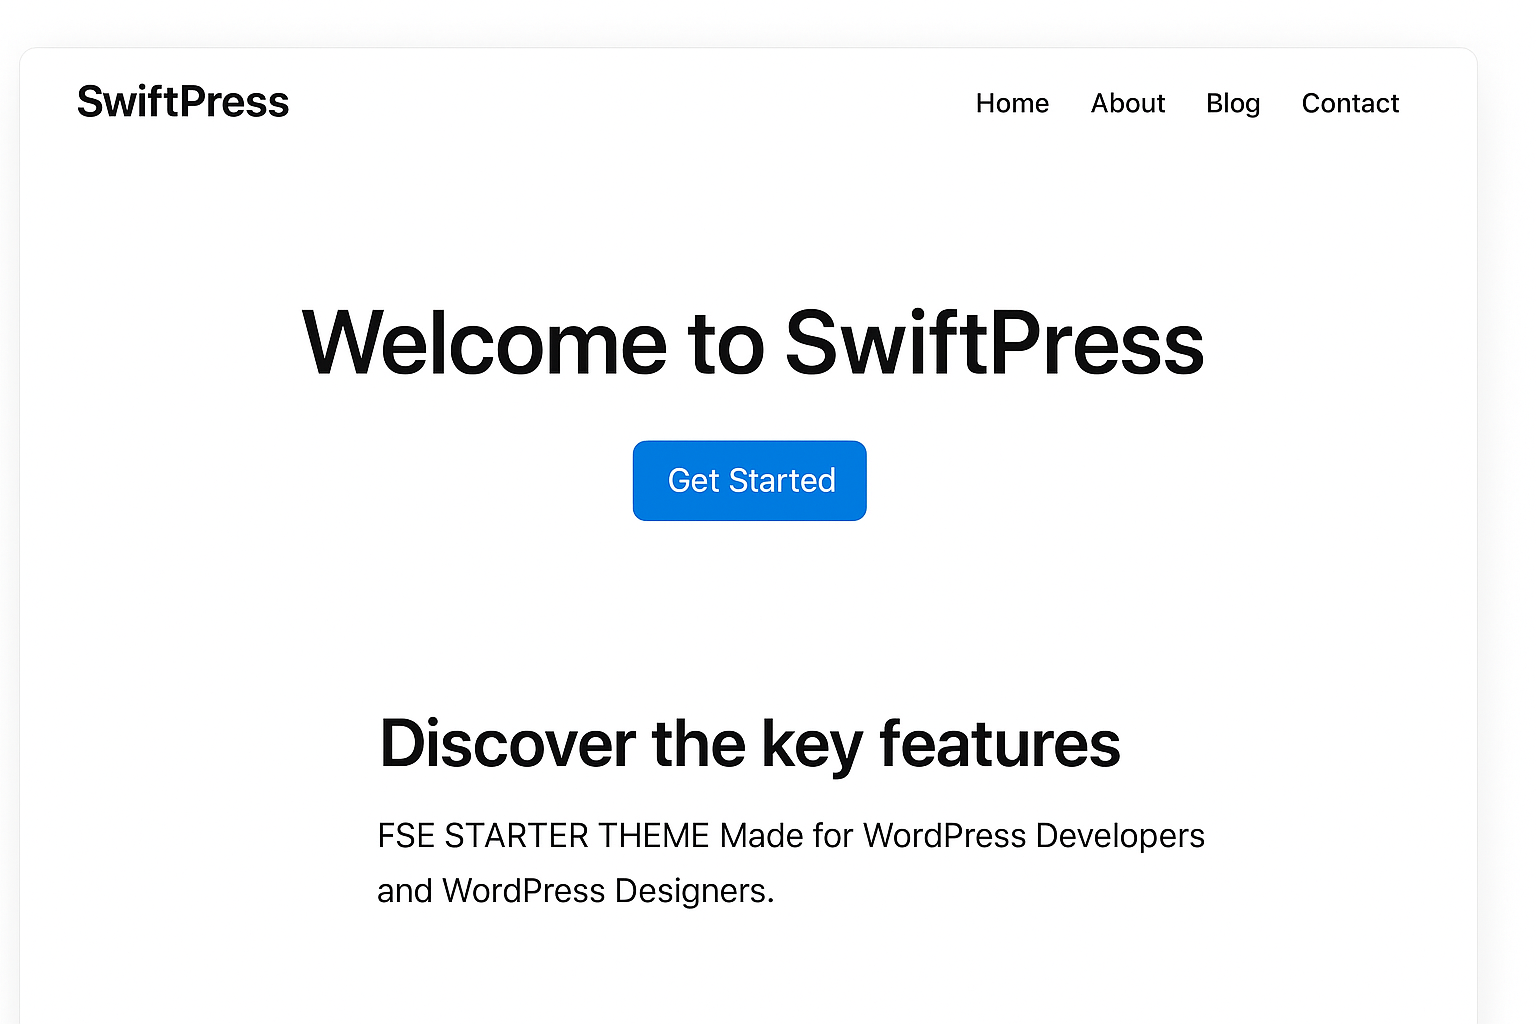 SwiftPress
Home About Blog Contact
Welcome to SwiftPress
Get Started
Discover the key features
FSE STARTER THEME Made for WordPress Developers
and WordPress Designers.